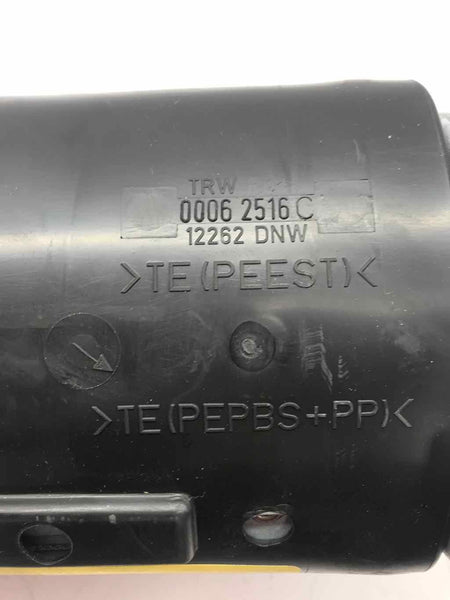 TRW
0006 2516 C
12262 DNW
>TE(PEEST)<
>TE(PEPBS+PP)<